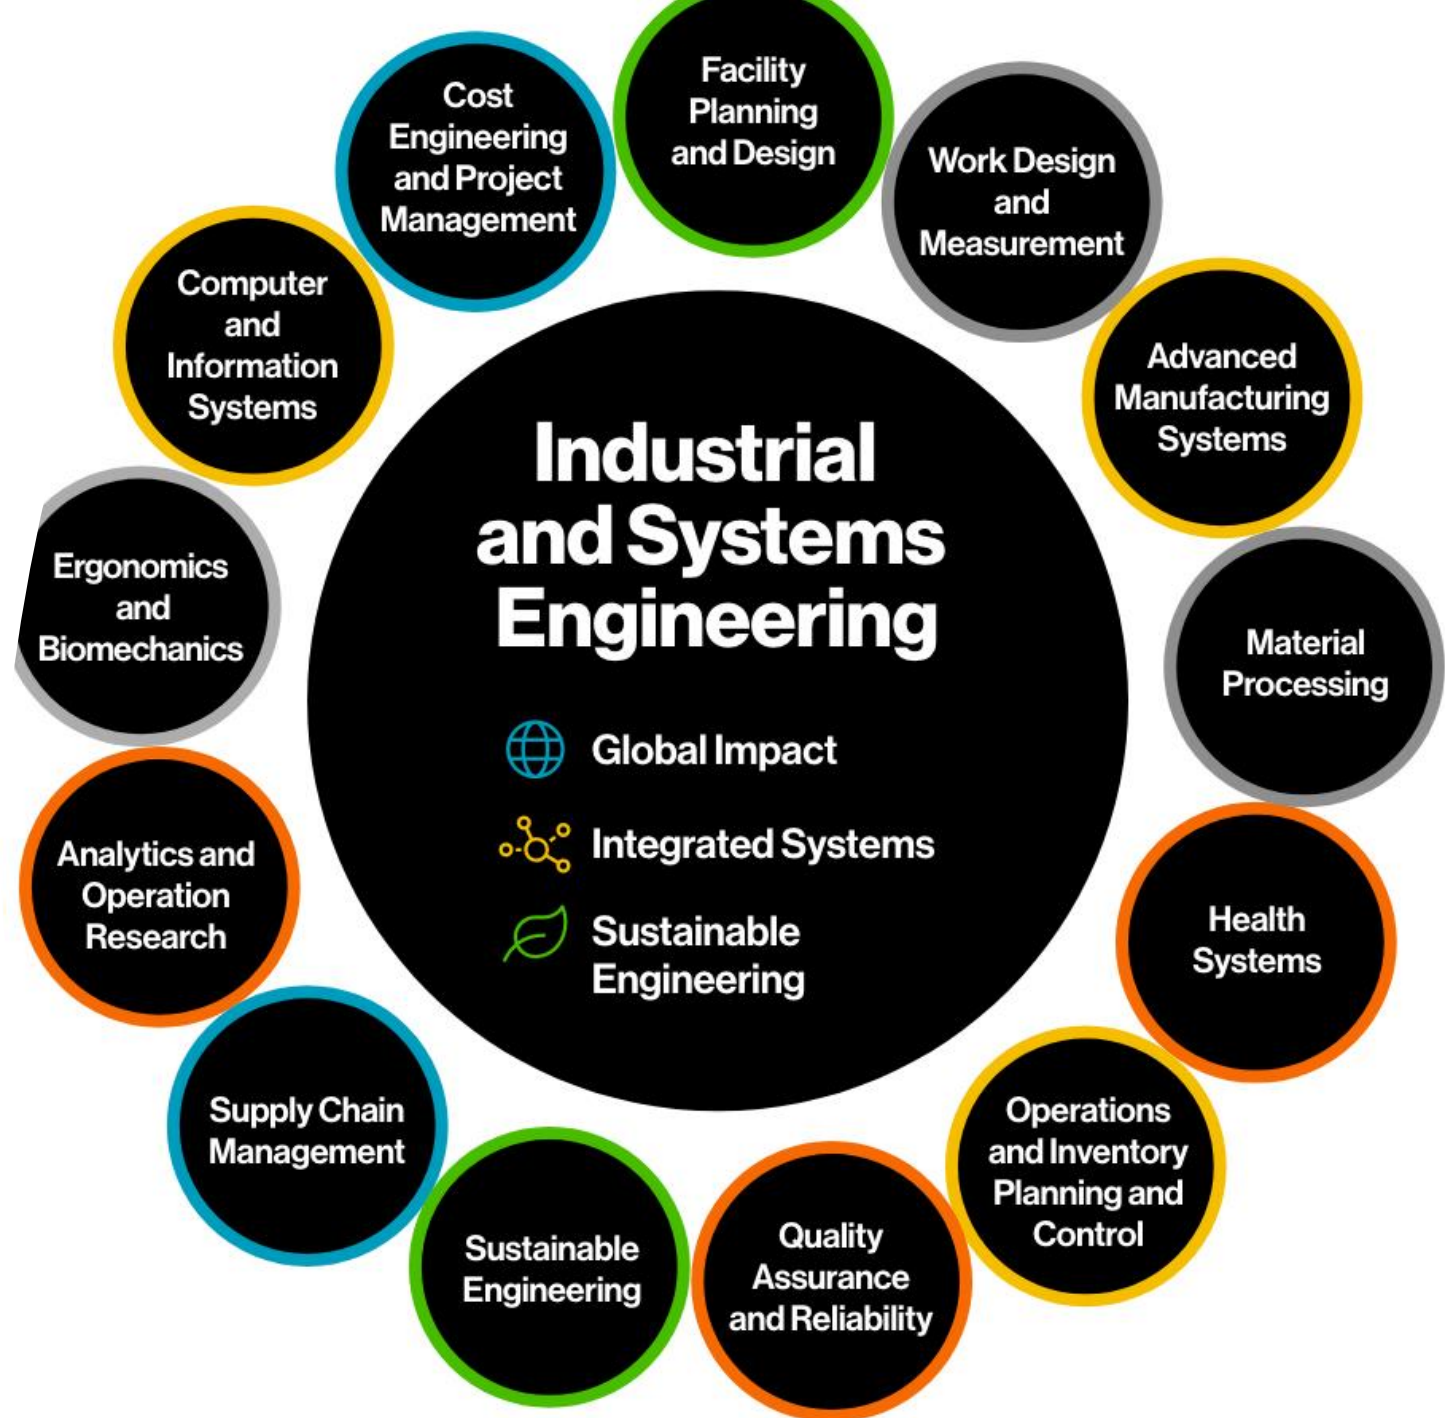 Facility
Planning
and Design
Work Design
and
Measurement
Advanced
Manufacturing
Systems
Material
Processing
Health
Systems
Operations
and Inventory
Planning and
Control
Quality
Assurance
and Reliability
Sustainable
Engineering
Supply Chain
Management
Analytics and
Operation
Research
Ergonomics
and
Biomechanics
Computer
and
Information
Systems
Cost
Engineering
and Project
Management
Industrial
and Systems
Engineering
Global Impact
Integrated Systems
Sustainable
Engineering